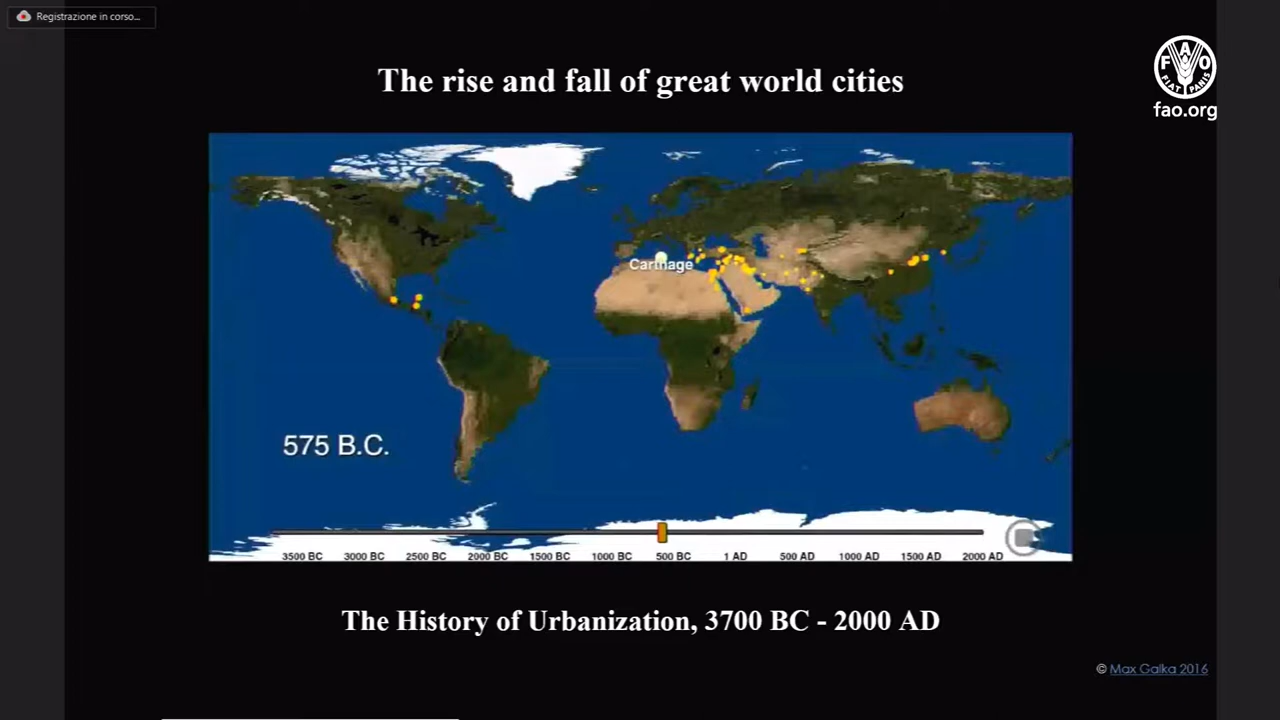 Registrazione in corso...
The rise and fall of great world cities
FAO
FIAT PANIS
fao.org
Carthage
575 B.C.
3500 BC 3000 BC 2500 BC 2000 BC 1500 BC 1000 BC 500 BC 1 AD 500 AD 1000 AD 1500 AD 2000 AD
The History of Urbanization, 3700 BC - 2000 AD
© Max Galka 2016